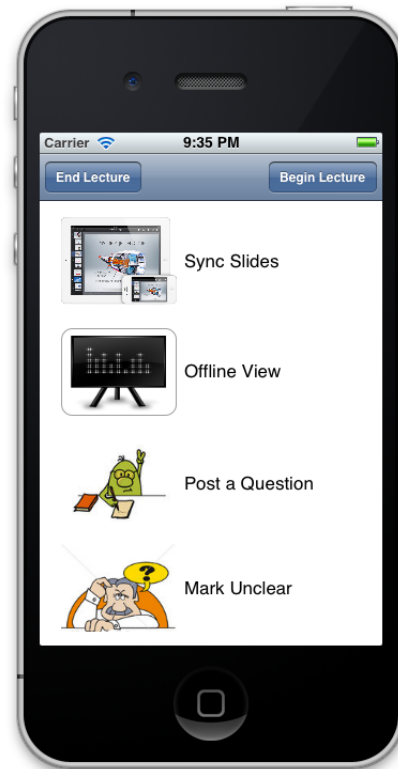 Carrier 9:35 PM
End Lecture Begin Lecture
Sync Slides
Offline View
Post a Question
?
Mark Unclear